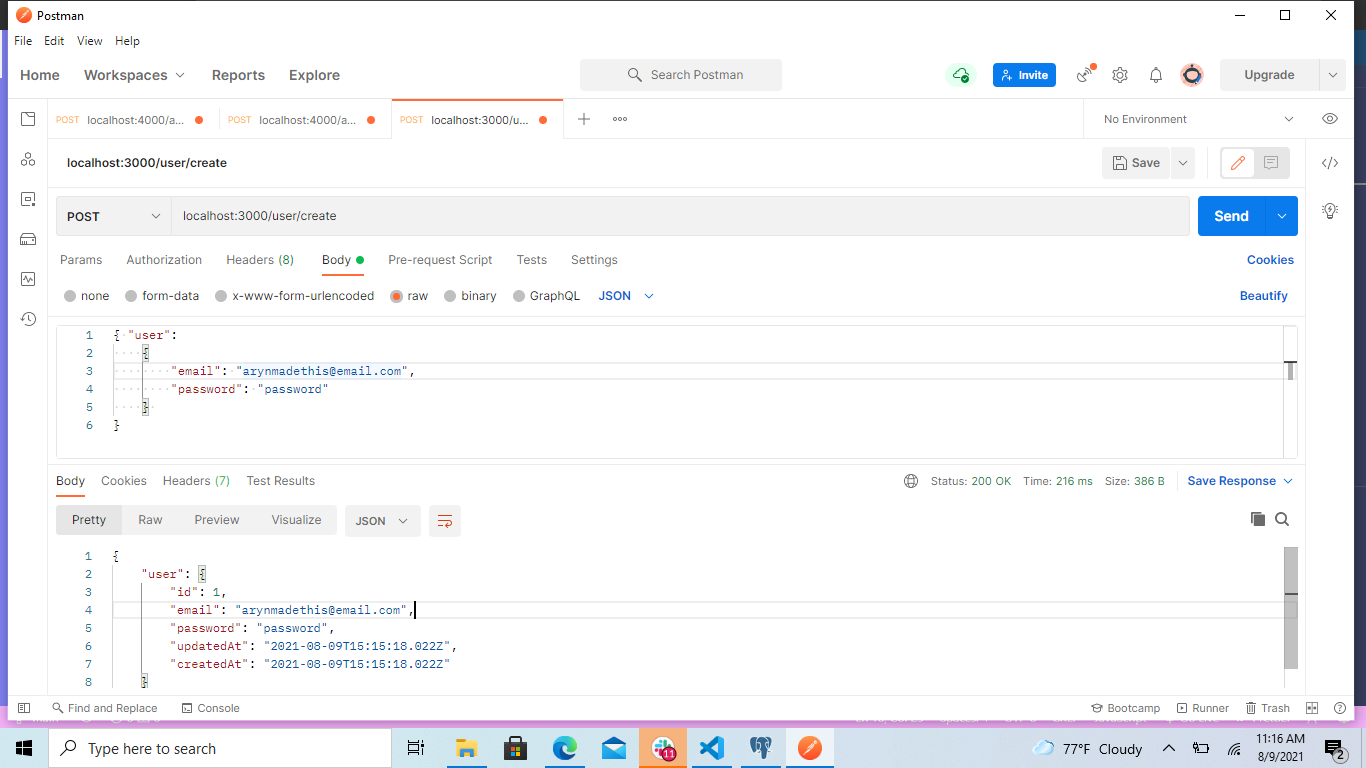 Postman
File Edit View Help
Home Workspaces Reports Explore Search Postman Invite Upgrade
POST localhost:4000/a... POST localhost:4000/a... POST localhost:3000/u... No Environment
localhost:3000/user/create Save
POST localhost:3000/user/create Send
Params Authorization Headers (8) Body Pre-request Script Tests Settings Cookies
none form-data x-www-form-urlencoded raw binary GraphQL JSON Beautify
1 { "user":
2 {
3 "email": "arynmadethis@email.com",
4 "password": "password"
5 }
6 }
Body Cookies Headers (7) Test Results Status: 200 OK Time: 216 ms Size: 386 B Save Response
Pretty Raw Preview Visualize JSON
1 {
2 "user": {
3 "id": 1,
4 "email": "arynmadethis@email.com",
5 "password": "password",
6 "updatedAt": "2021-08-09T15:15:18.022Z",
7 "createdAt": "2021-08-09T15:15:18.022Z"
8 }
Find and Replace Console Bootcamp Runner Trash
Type here to search 11 77°F Cloudy 11:16 AM
8/9/2021 2